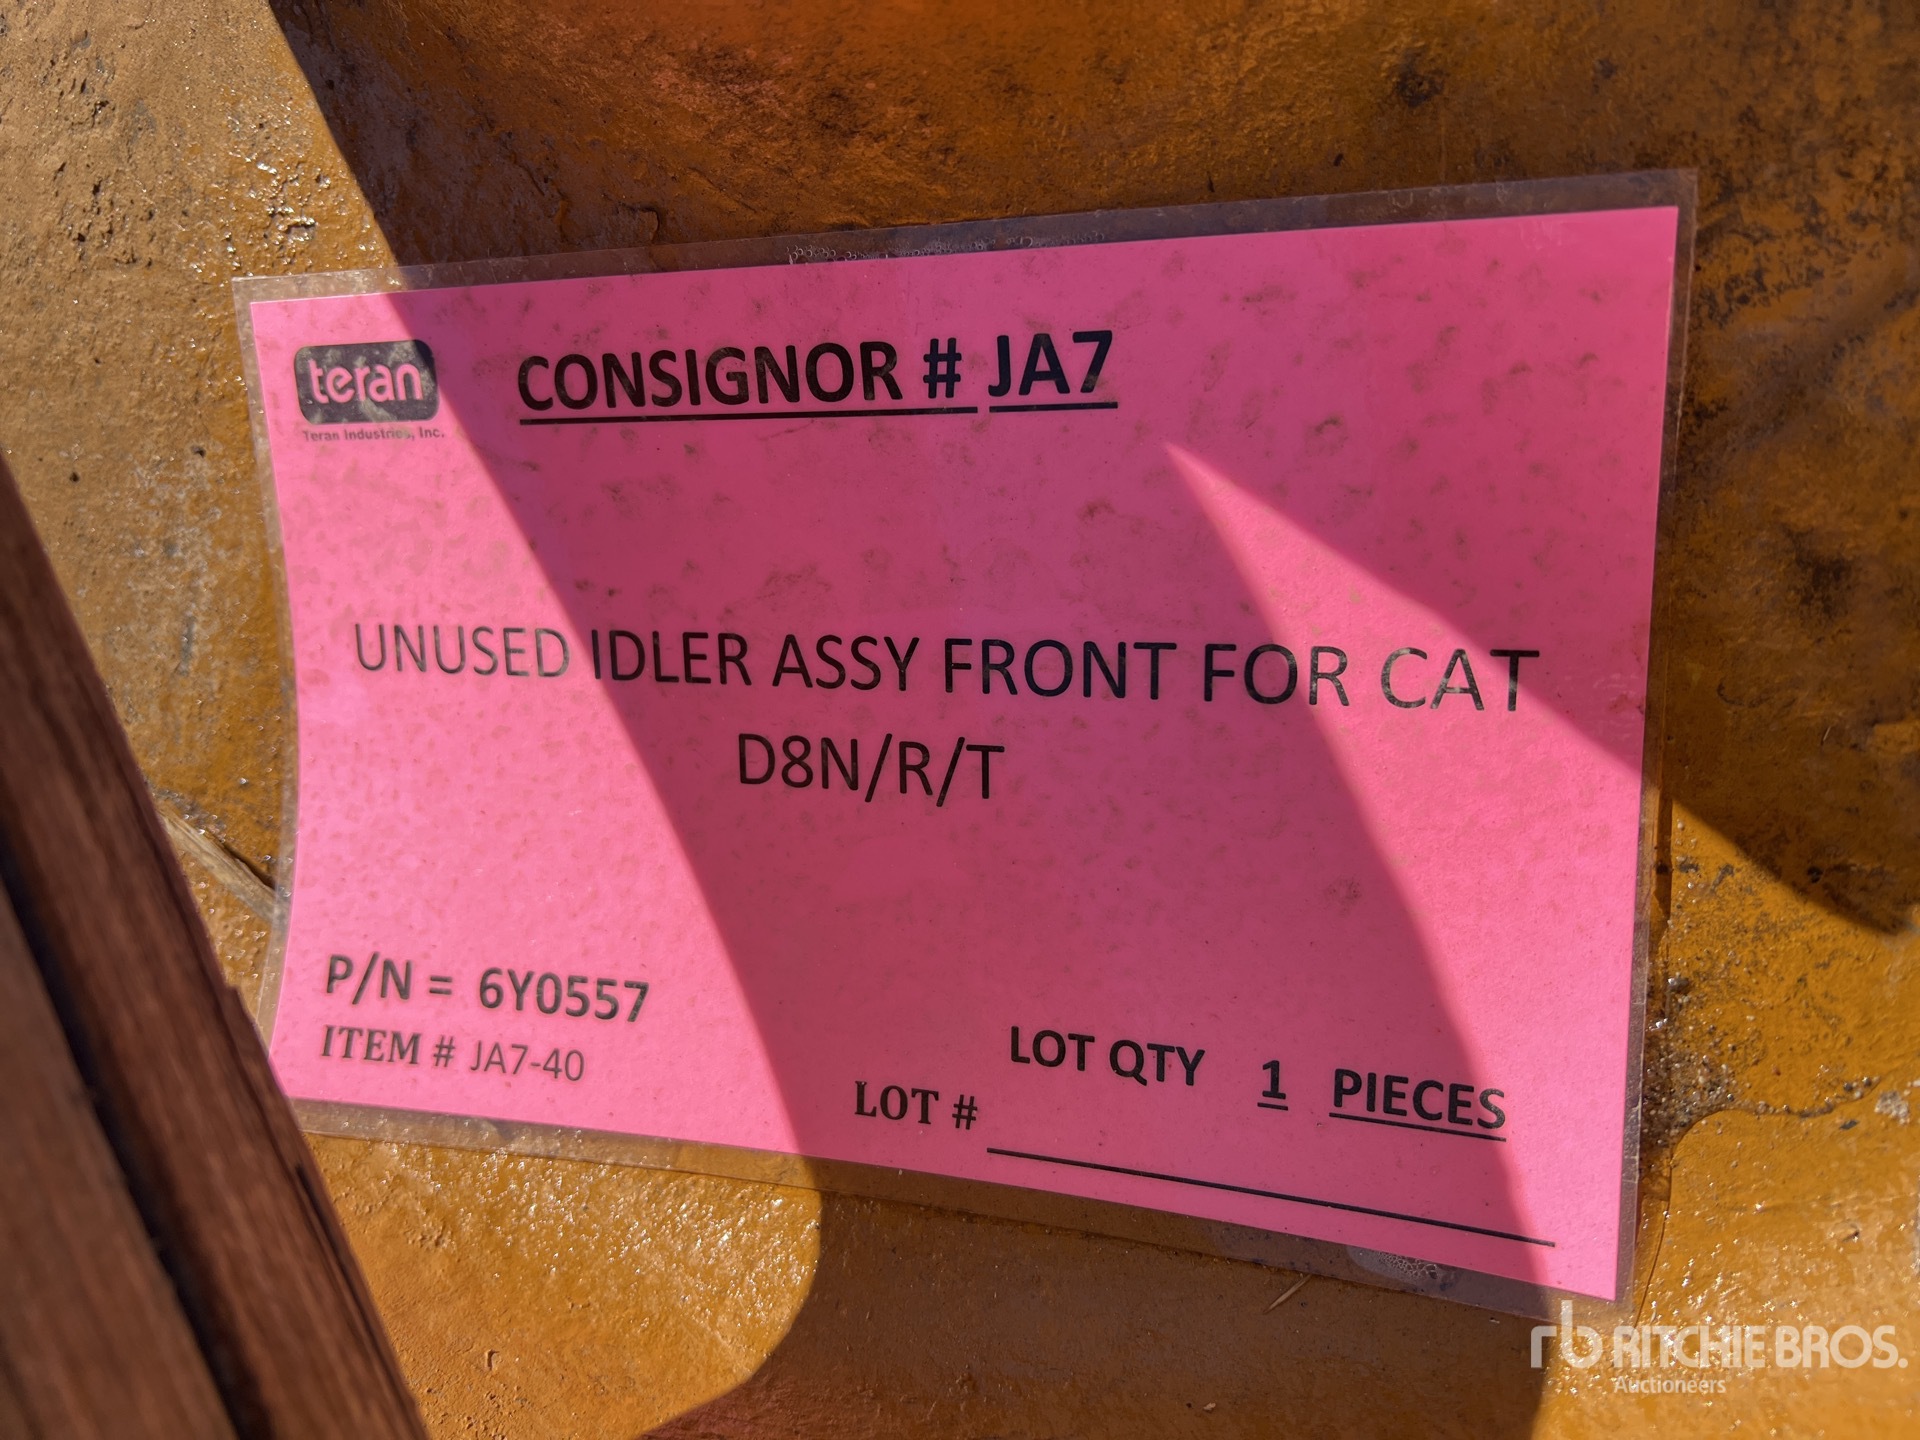 teran
Teran Industries, Inc.
CONSIGNOR # JA7
UNUSED IDLER ASSY FRONT FOR CAT
D8N/R/T
P/N = 6Y0557
ITEM # JA7-40
LOT QTY 1 PIECES
LOT #
rb RITCHIE BROS.
Auctioneers